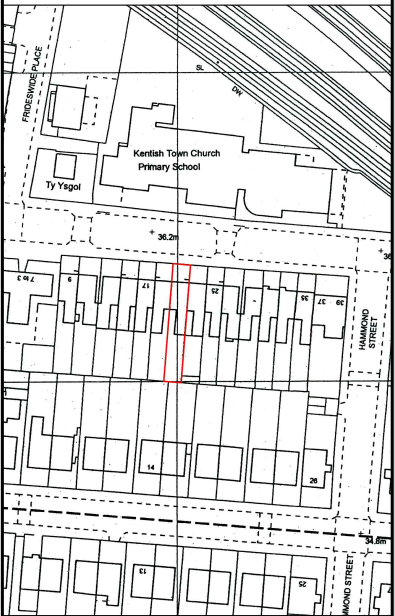 FRIDESWIDE PLACE
SL
DW
Kentish Town Church
Primary School
Ty Ysgol
36.2m
36
7 to 3
9
17
25
35
37
39
HAMMOND
STREET
14
26
34.8m
13
25
MOND STREET